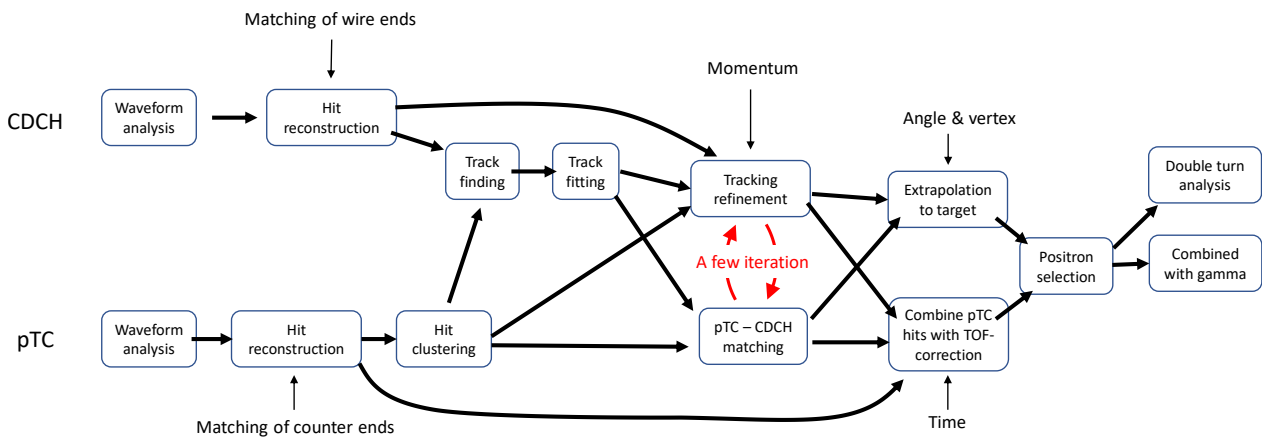 Matching of wire ends
Momentum
CDCH
Waveform
analysis
Hit
reconstruction
Angle & vertex
Track
finding
Track
fitting
Tracking
refinement
Extrapolation
to target
Double turn
analysis
A few iteration
Positron
selection
Combined
with gamma
pTC
Waveform
analysis
Hit
reconstruction
Hit
clustering
pTC – CDCH
matching
Combine pTC
hits with TOF-
correction
Matching of counter ends
Time